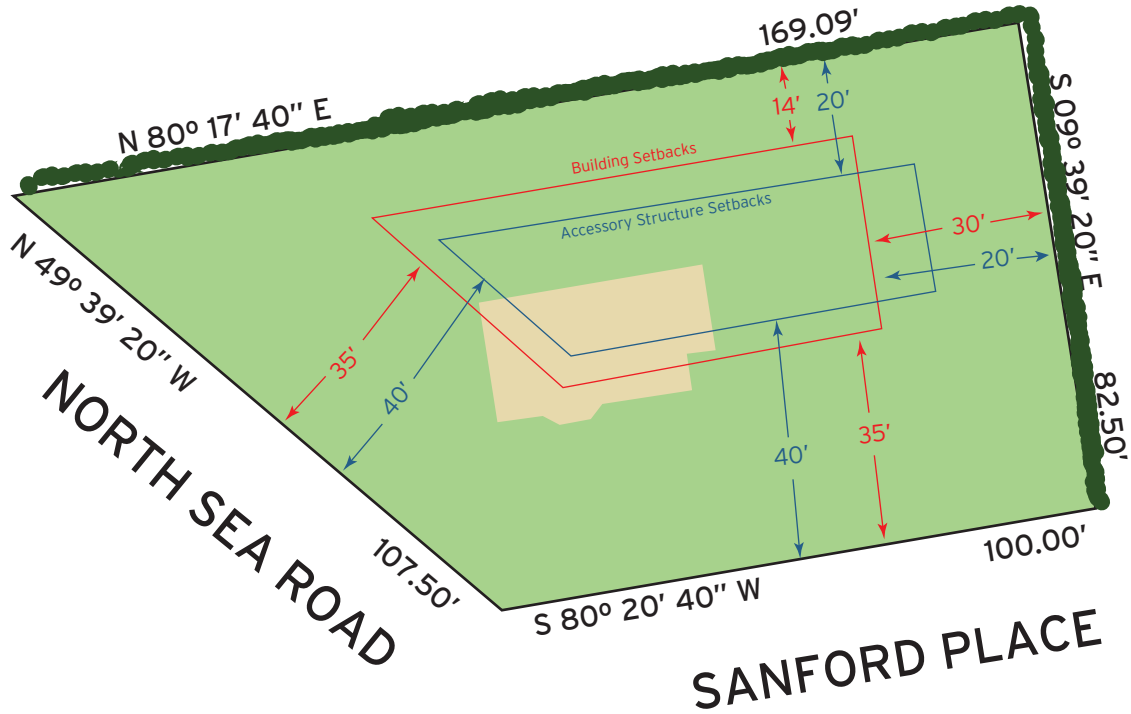 169.09'
N 80º 17' 40" E
14'
20'
S 09º 39' 20" E
Building Setbacks
Accessory Structure Setbacks
30'
20'
N 49º 39' 20" W
35'
40'
35'
40'
82.50'
NORTH SEA ROAD
107.50'
100.00'
S 80º 20' 40" W
SANFORD PLACE